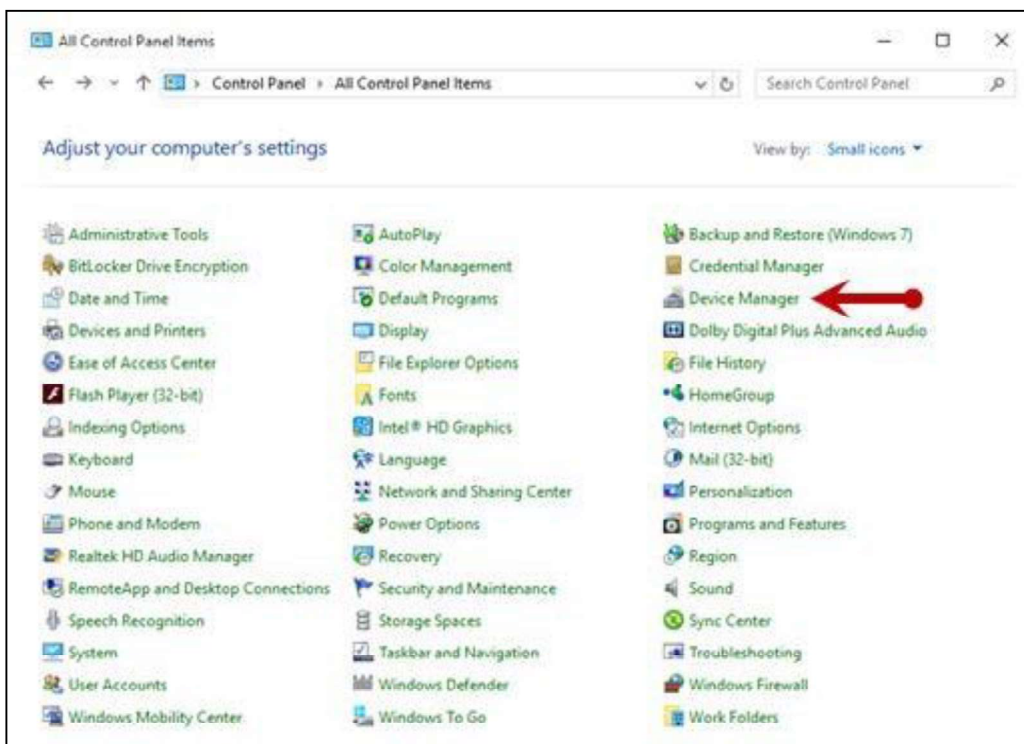 All Control Panel Items
Control Panel > All Control Panel Items
Search Control Panel
Adjust your computer's settings
View by: Small icons
Administrative Tools
AutoPlay
Backup and Restore (Windows 7)
BitLocker Drive Encryption
Color Management
Credential Manager
Date and Time
Default Programs
Device Manager
Devices and Printers
Display
Dolby Digital Plus Advanced Audio
Ease of Access Center
File Explorer Options
File History
Flash Player (32-bit)
Fonts
HomeGroup
Indexing Options
Intel® HD Graphics
Internet Options
Keyboard
Language
Mail (32-bit)
Mouse
Network and Sharing Center
Personalization
Phone and Modem
Power Options
Programs and Features
Realtek HD Audio Manager
Recovery
Region
RemoteApp and Desktop Connections
Security and Maintenance
Sound
Speech Recognition
Storage Spaces
Sync Center
System
Taskbar and Navigation
Troubleshooting
User Accounts
Windows Defender
Windows Firewall
Windows Mobility Center
Windows To Go
Work Folders